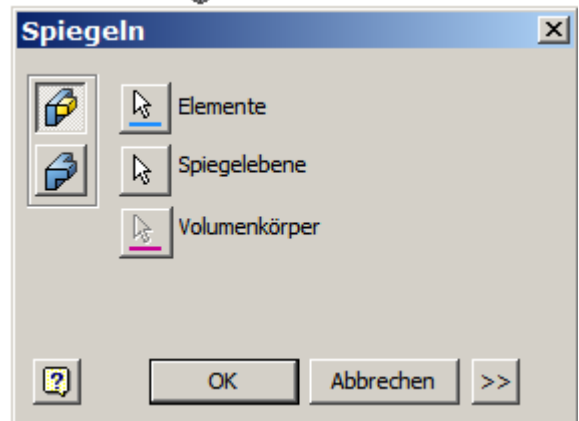 Spiegeln
Elemente
Spiegelebene
Volumenkörper
? OK Abbrechen >>